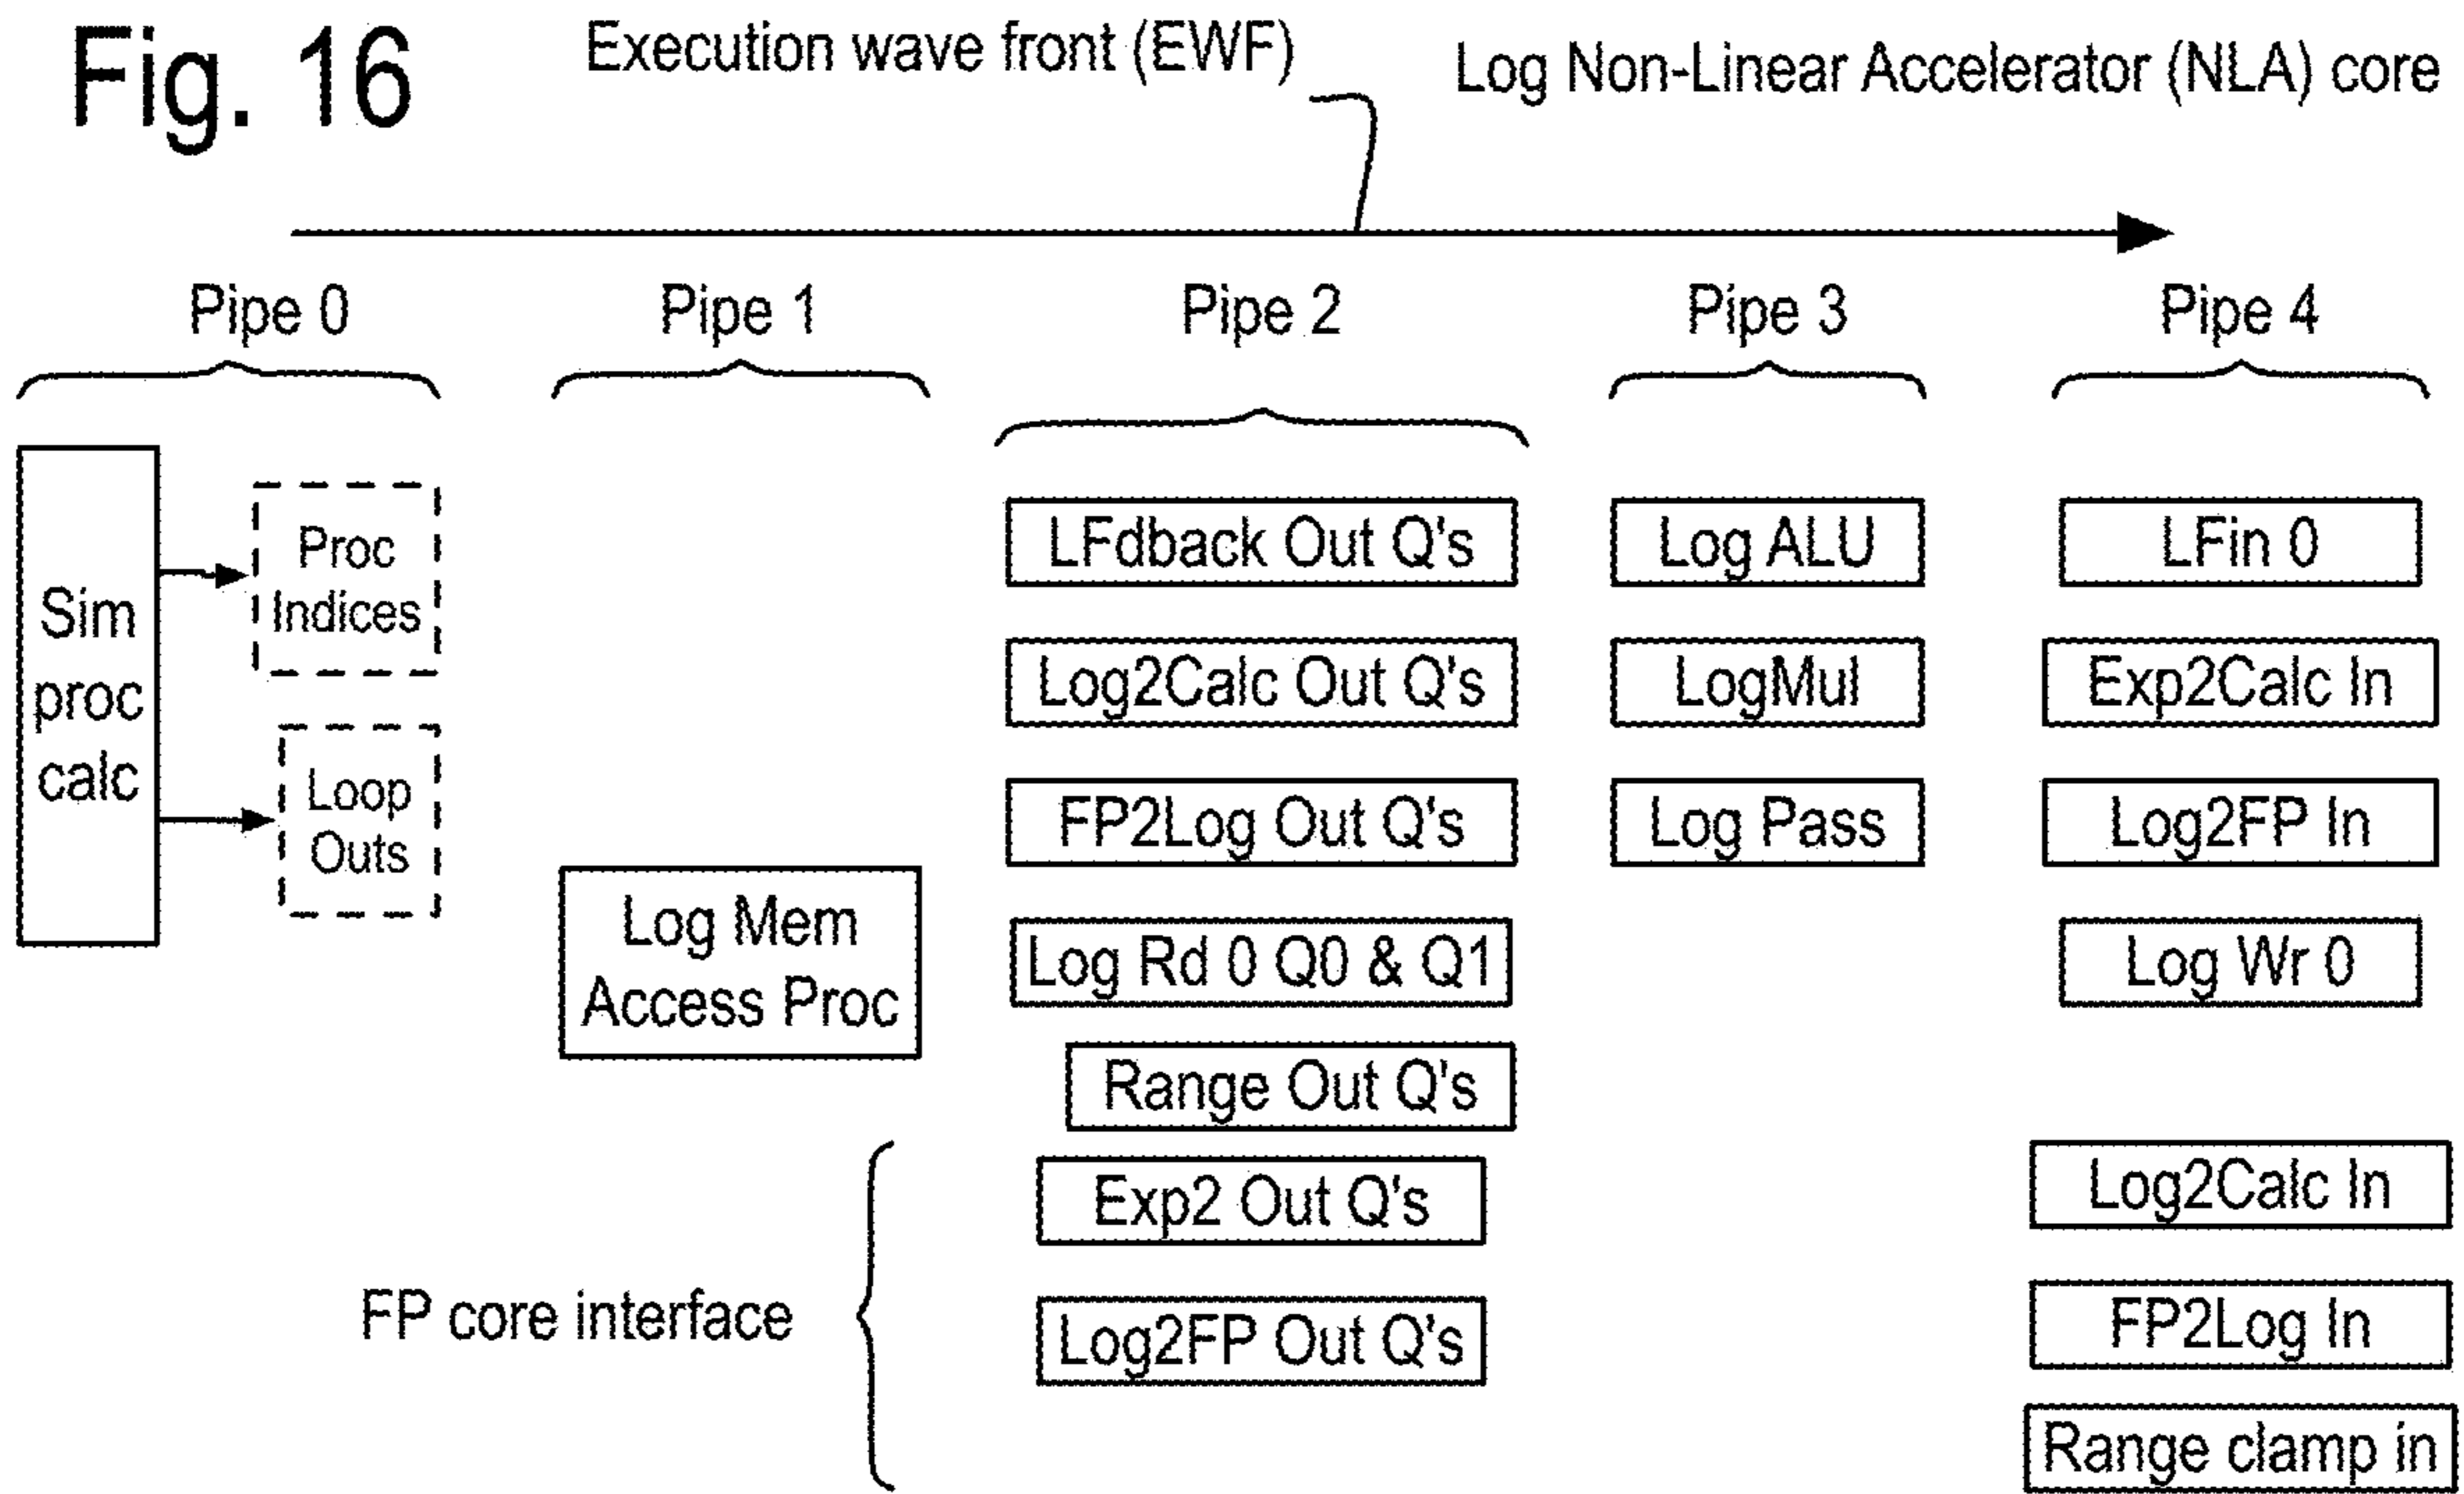 Fig. 16
Execution wave front (EWF)
Log Non-Linear Accelerator (NLA) core
Pipe 0
Pipe 1
Pipe 2
Pipe 3
Pipe 4
Sim
proc
calc
Proc
Indices
Loop
Outs
Log Mem
Access Proc
LFdback Out Q's
Log2Calc Out Q's
FP2Log Out Q's
Log Rd 0 Q0 & Q1
Range Out Q's
FP core interface
Exp2 Out Q's
Log2FP Out Q's
Log ALU
LogMul
Log Pass
LFin 0
Exp2Calc In
Log2FP In
Log Wr 0
Log2Calc In
FP2Log In
Range clamp in